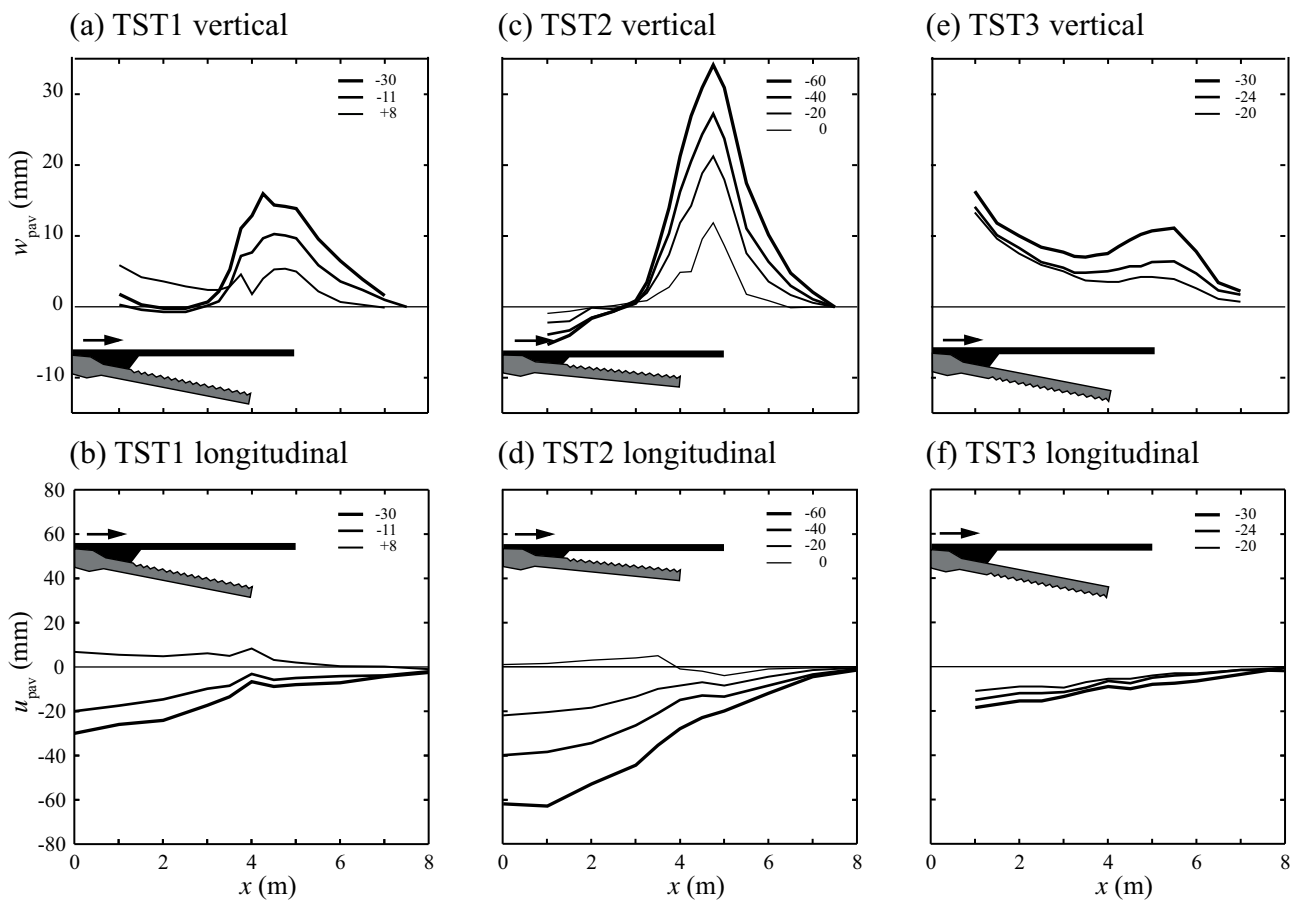 (a) TST1 vertical
(c) TST2 vertical
(e) TST3 vertical
w_pav (mm)
30
20
10
0
-10
-30
-11
+8
-60
-40
-20
0
-30
-24
-20
(b) TST1 longitudinal
(d) TST2 longitudinal
(f) TST3 longitudinal
u_pav (mm)
80
60
40
20
0
-20
-40
-60
-80
-30
-11
+8
-60
-40
-20
0
-30
-24
-20
0 2 4 6 8
0 2 4 6 8
0 2 4 6 8
x (m)
x (m)
x (m)